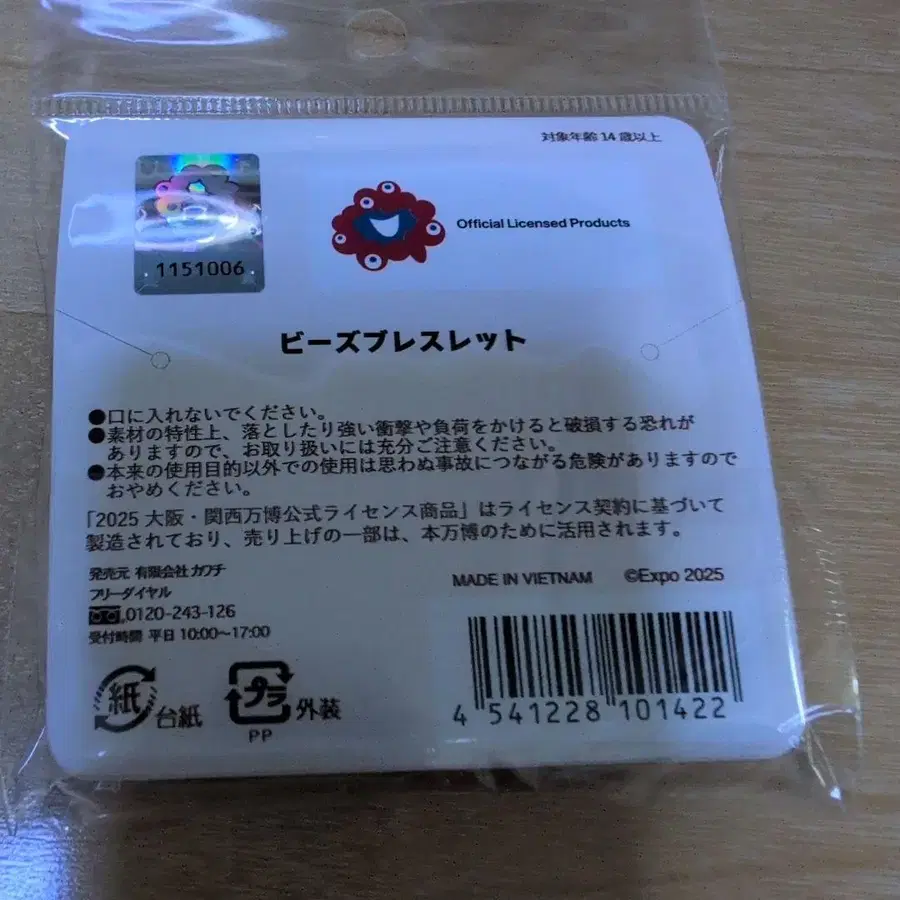 対象年齢 14 歳以上
1151006
Official Licensed Products
ビーズブレスレット
●口に入れないでください。
●素材の特性上、落としたり強い衝撃や負荷をかけると破損する恐れが
ありますので、お取り扱いには充分ご注意ください。
●本来の使用目的以外での使用は思わぬ事故につながる危険がありますので
おやめください。
「2025 大阪・関西万博公式ライセンス商品」はライセンス契約に基づいて
製造されており、売り上げの一部は、本万博のために活用されます。
発売元 有限会社 カワチ
フリーダイヤル
0120-243-126
受付時間 平日 10:00～17:00
MADE IN VIETNAM ©Expo 2025
紙 台紙
プラ 外装
PP
4 541228 101422